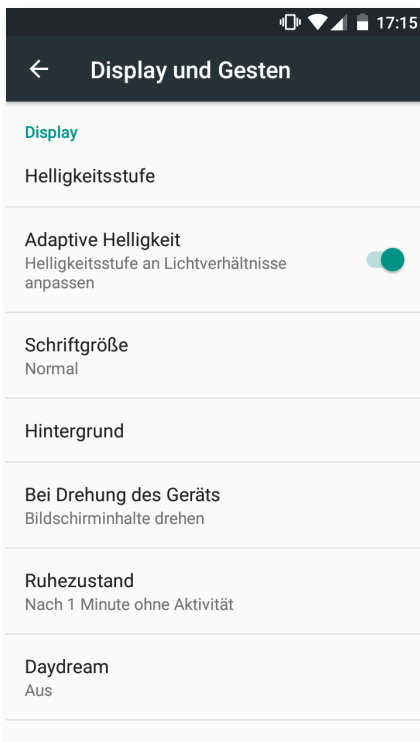 17:15
Display und Gesten
Display
Helligkeitsstufe
Adaptive Helligkeit
Helligkeitsstufe an Lichtverhältnisse
anpassen
Schriftgröße
Normal
Hintergrund
Bei Drehung des Geräts
Bildschirminhalte drehen
Ruhezustand
Nach 1 Minute ohne Aktivität
Daydream
Aus